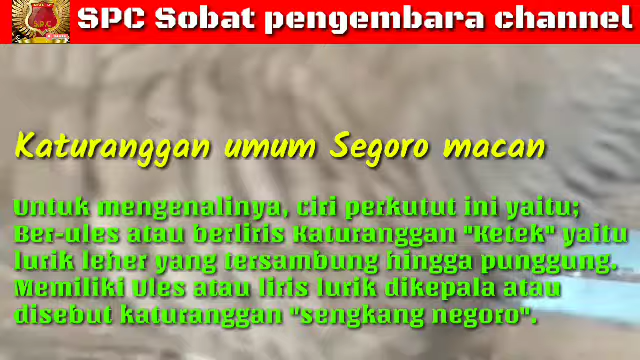 SPC Sobat pengembara channel
S.P.C
Katuranggan umum Segoro macan
Untuk mengenalinya, ciri perkutut ini yaitu;
Ber-ules atau berliris Katuranggan "Ketek" yaitu
lurik leher yang tersambung hingga punggung.
Memiliki Ules atau liris lurik dikepala atau
disebut katuranggan "sengkang negoro".